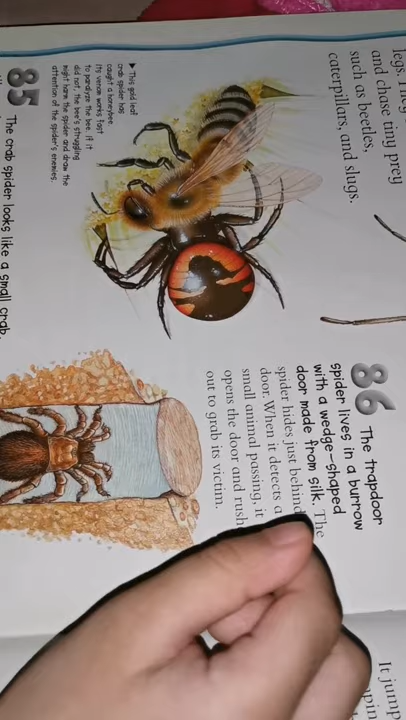 legs. They
and chase tiny prey
such as beetles,
caterpillars, and slugs.
▶ This gold leaf
crab spider has
caught a honeybee.
Its venom works fast
to paralyze the bee. If it
did not, the bee's struggling
might harm the spider and draw the
attention of the spider's enemies.
85
The crab spider looks like a small crab.
86
The trapdoor
spider lives in a burrow
with a wedge-shaped
door made from silk. The
spider hides just behind
door. When it detects a
small animal passing, it
opens the door and rush
out to grab its victim.
It jump